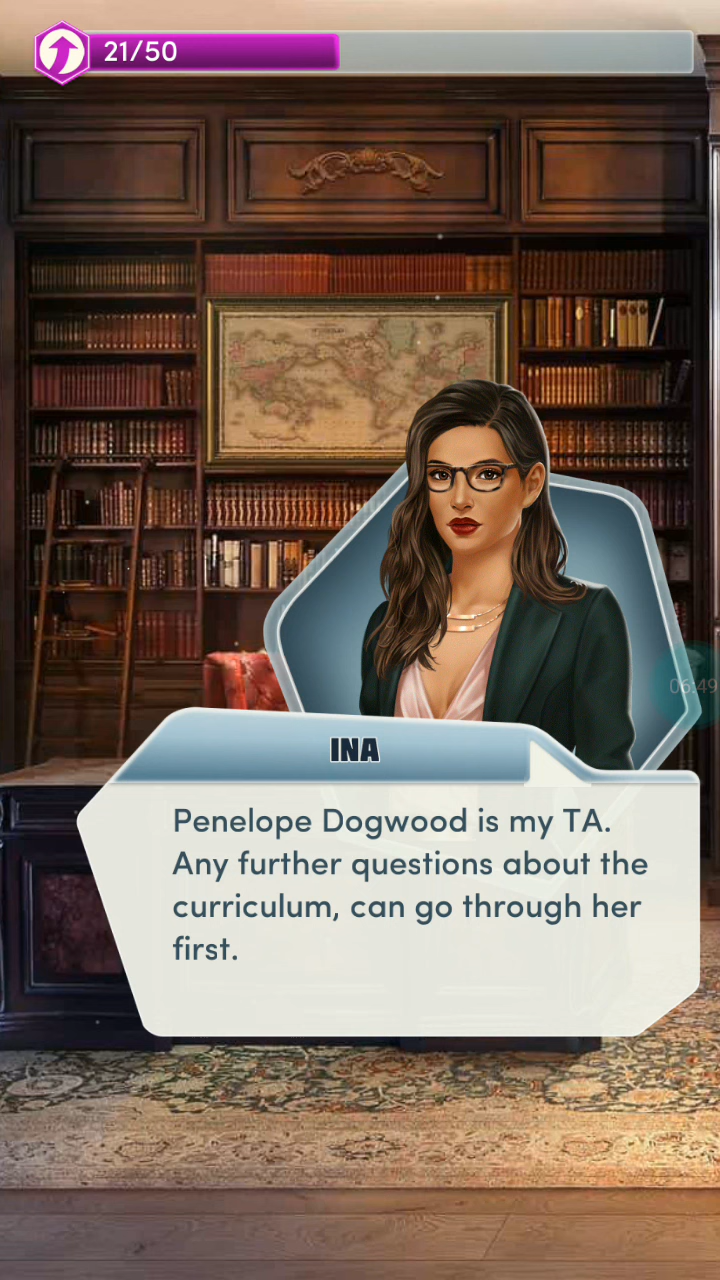 21/50
06:49
INA
Penelope Dogwood is my TA.
Any further questions about the
curriculum, can go through her
first.